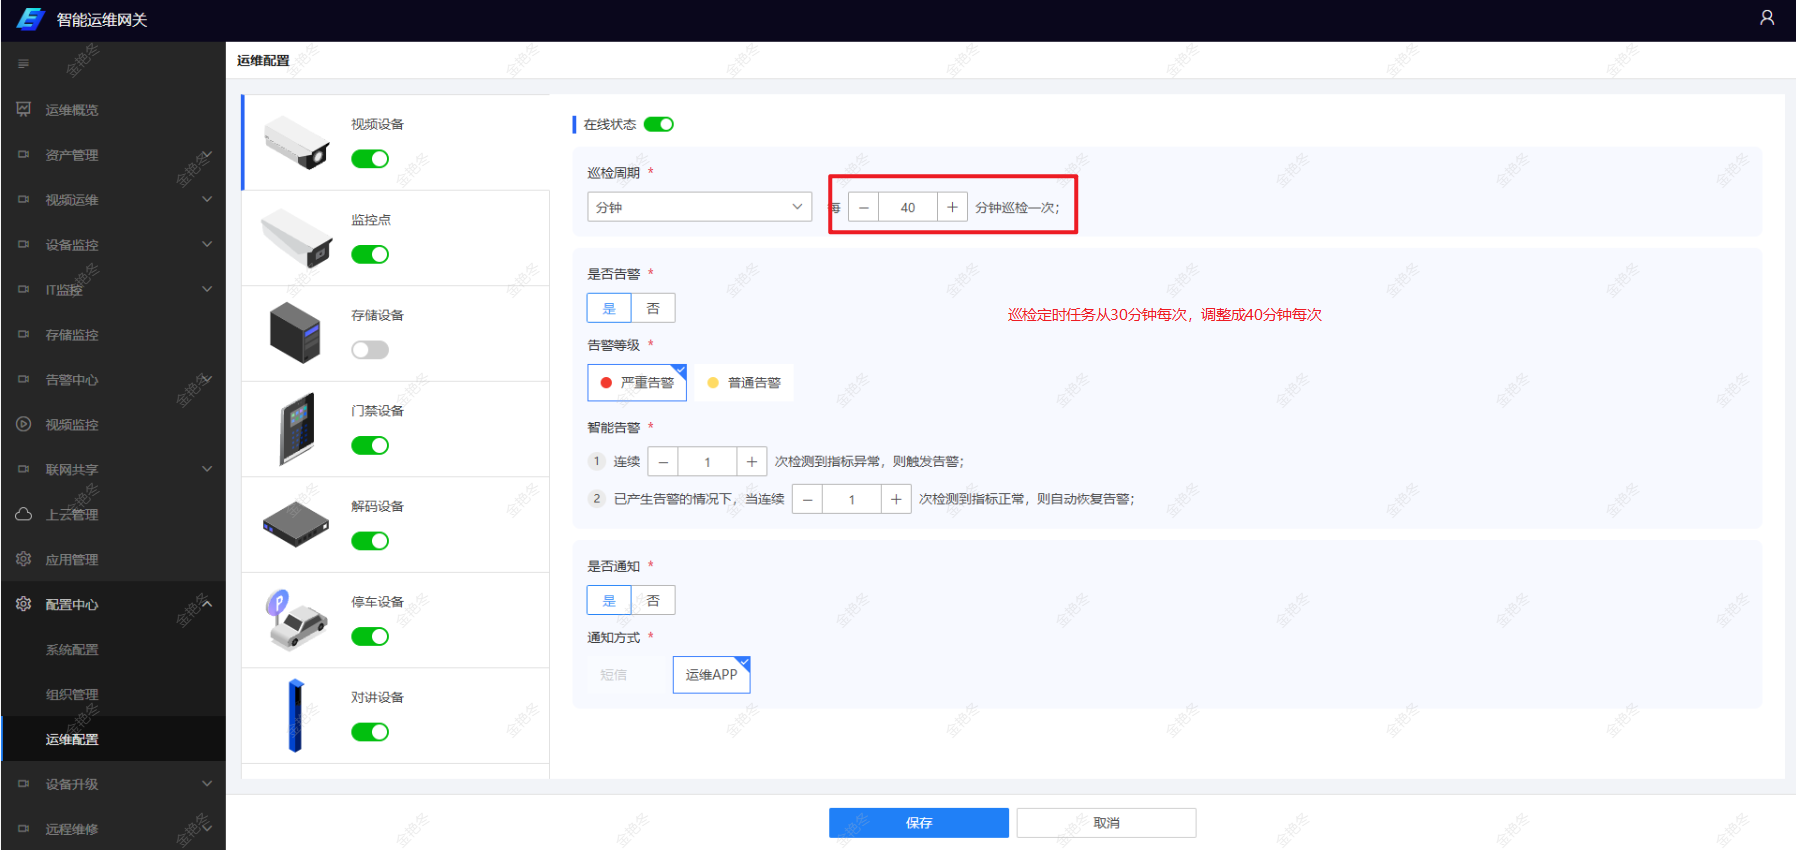 智能运维网关
运维概览
资产管理
视频运维
设备监控
IT监控
存储监控
告警中心
视频监控
联网共享
上云管理
应用管理
配置中心
系统配置
组织管理
运维配置
设备升级
远程维修
运维配置
视频设备
监控点
存储设备
门禁设备
解码设备
停车设备
对讲设备
在线状态
巡检周期 *
分钟 每 − 40 + 分钟巡检一次;
是否告警 *
是 否
巡检定时任务从30分钟每次，调整成40分钟每次
告警等级 *
严重告警 普通告警
智能告警 *
1 连续 − 1 + 次检测到指标异常，则触发告警;
2 已产生告警的情况下，当连续 − 1 + 次检测到指标正常，则自动恢复告警;
是否通知 *
是 否
通知方式 *
短信 运维APP
保存 取消
金艳冬